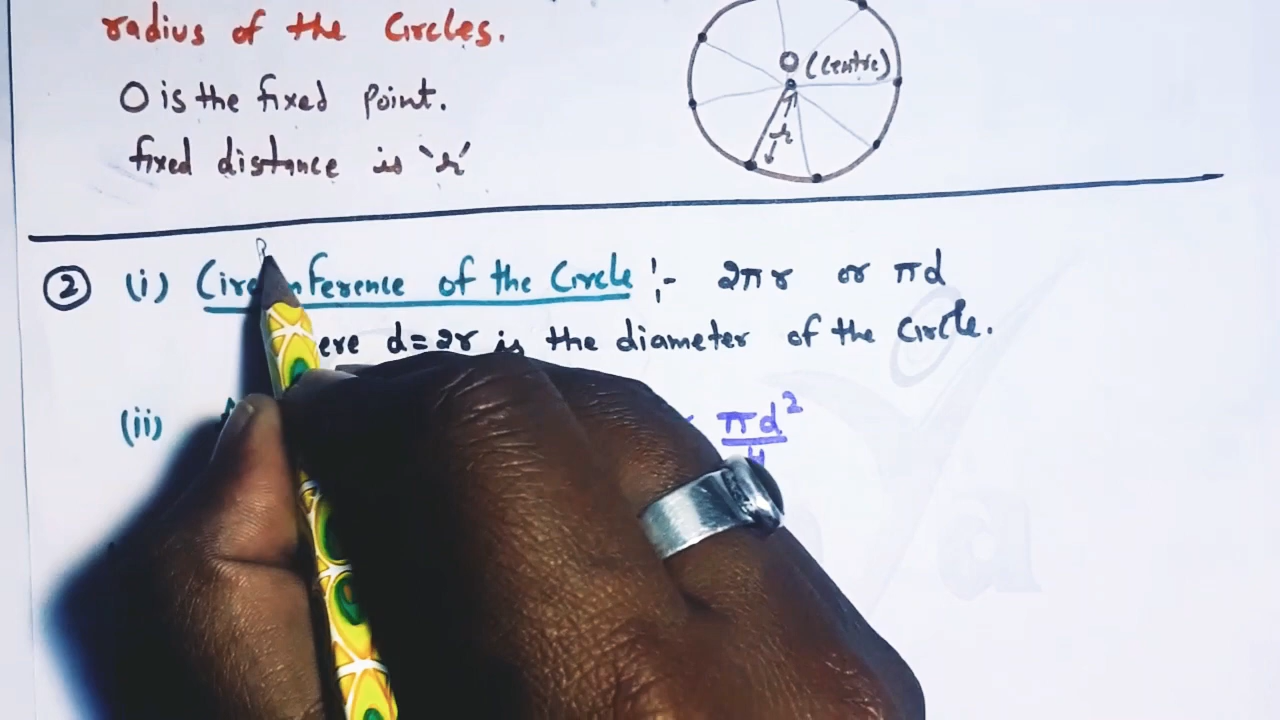 radius of the Circles.
O (Centre)
O is the fixed point.
r
fixed distance is 'r'
② (i) Circumference of the Circle :- 2πr or πd
ere d=2r is the diameter of the Circle.
(ii) πd²/4